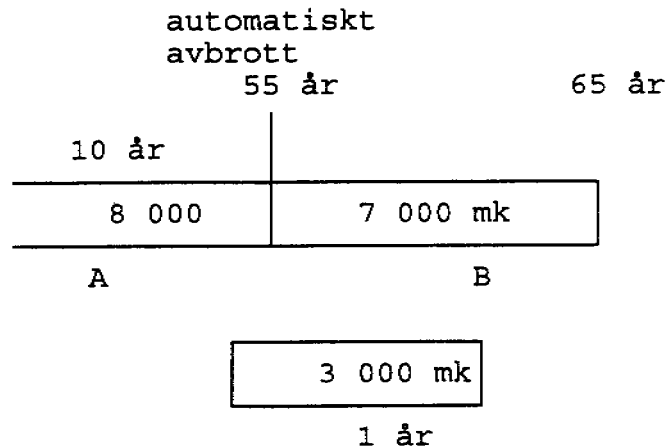 automatiskt
avbrott
55 år 65 år
10 år
8 000 7 000 mk
A B
3 000 mk
1 år